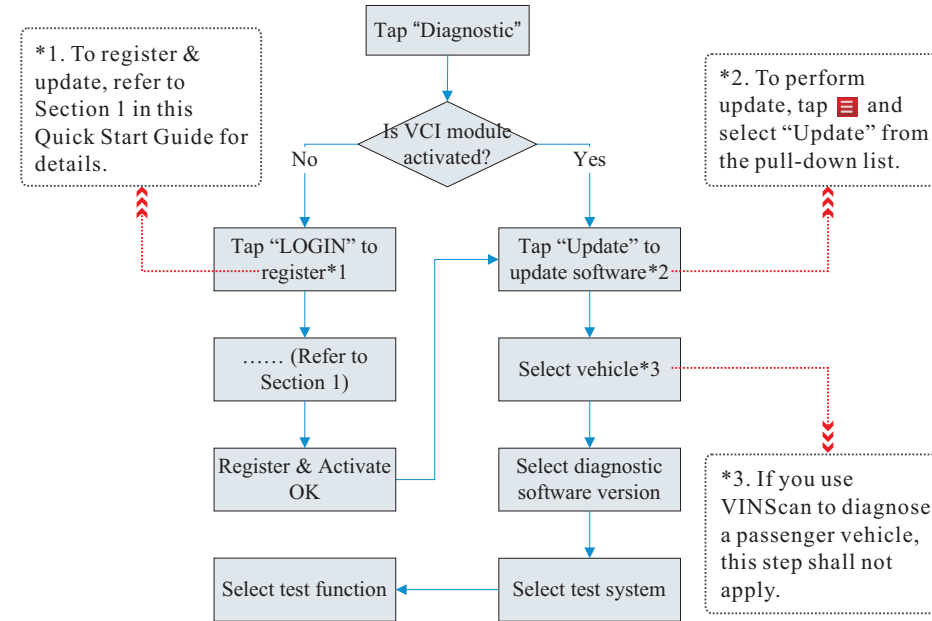 Tap “Diagnostic”
*1. To register &
update, refer to
Section 1 in this
Quick Start Guide for
details.
*2. To perform
update, tap and
select “Update” from
the pull-down list.
Is VCI module
activated?
No
Yes
Tap “LOGIN” to
register*1
Tap “Update” to
update software*2
…… (Refer to
Section 1)
Select vehicle*3
Register & Activate
OK
Select diagnostic
software version
*3. If you use
VINScan to diagnose
a passenger vehicle,
this step shall not
apply.
Select test function
Select test system